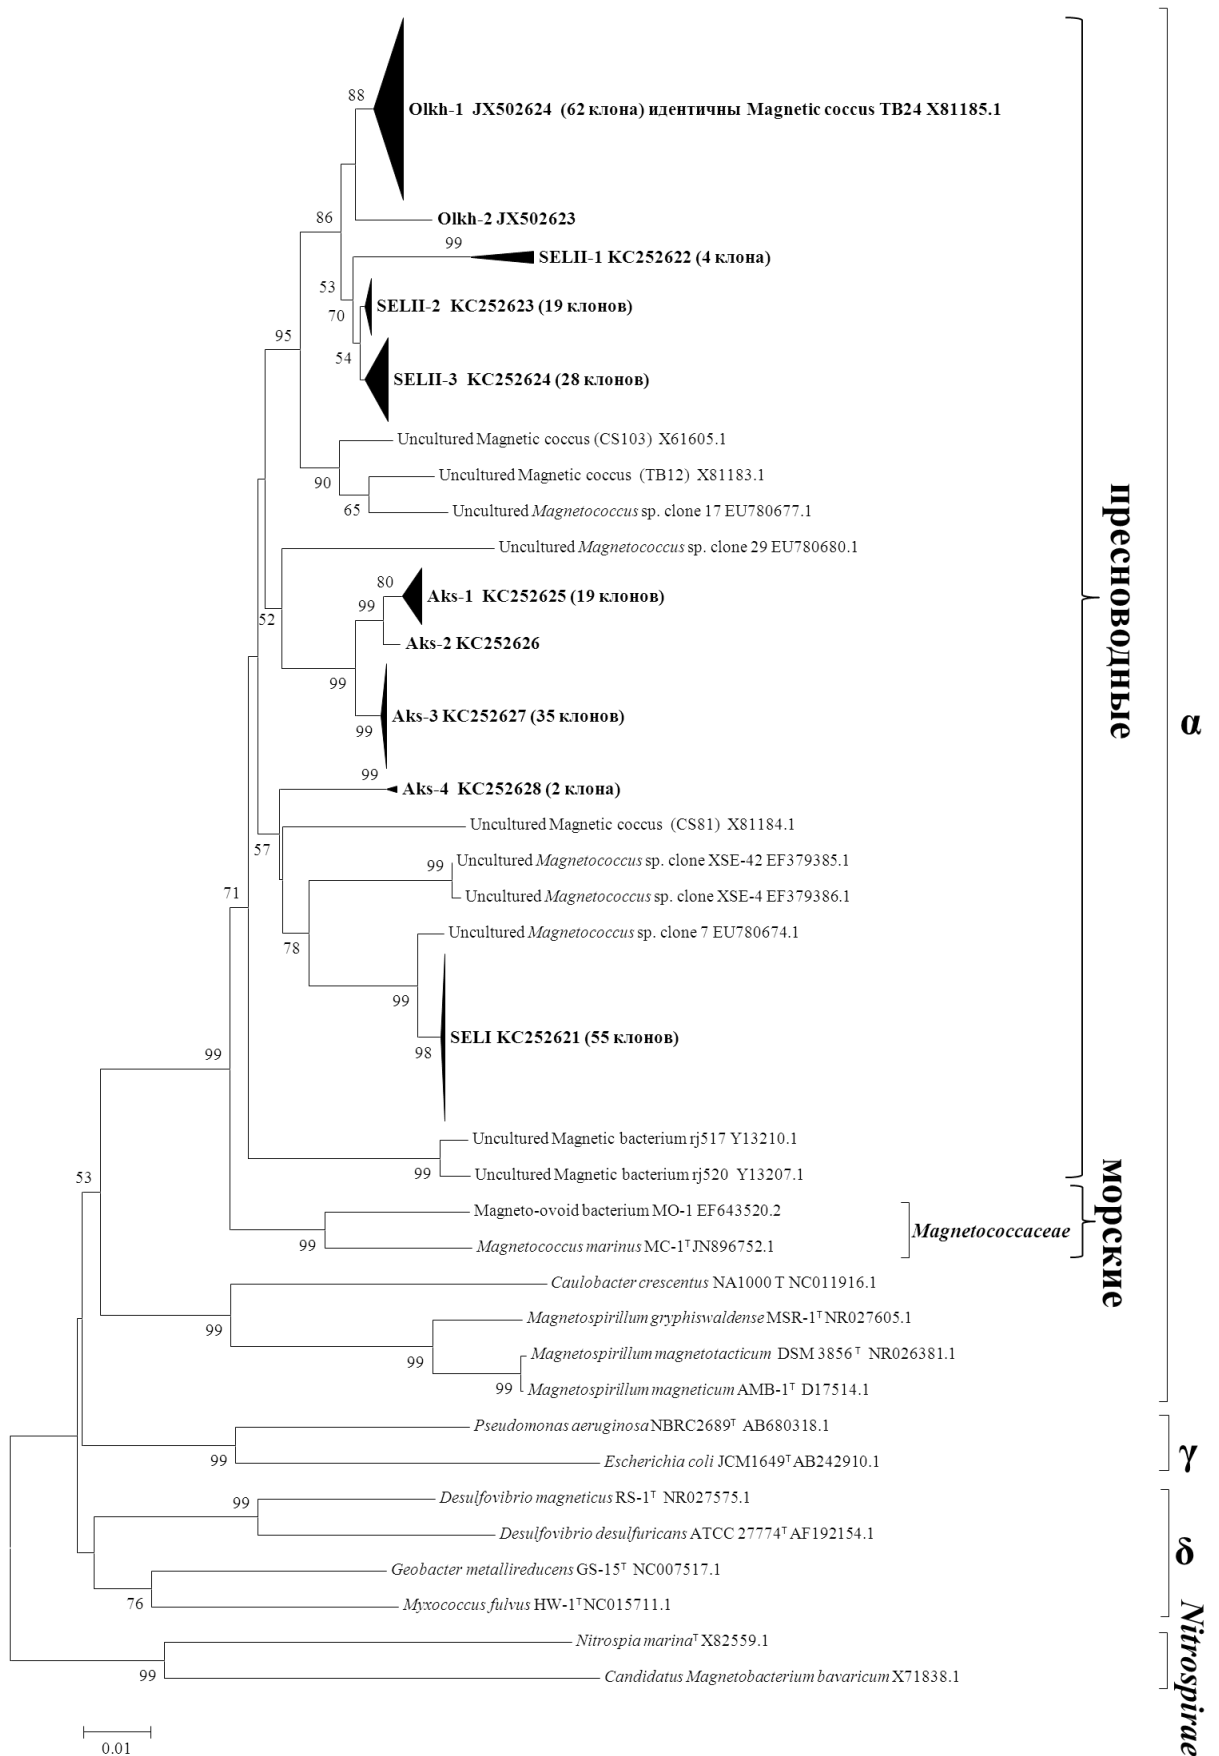 88
Olkh-1 JX502624 (62 клона) идентичны Magnetic coccus TB24 X81185.1
86
Olkh-2 JX502623
99
SELII-1 KC252622 (4 клона)
53
SELII-2 KC252623 (19 клонов)
70
95
54
SELII-3 KC252624 (28 клонов)
Uncultured Magnetic coccus (CS103) X61605.1
90
Uncultured Magnetic coccus (TB12) X81183.1
65
Uncultured Magnetococcus sp. clone 17 EU780677.1
Uncultured Magnetococcus sp. clone 29 EU780680.1
80
Aks-1 KC252625 (19 клонов)
99
52
Aks-2 KC252626
99
Aks-3 KC252627 (35 клонов)
99
99
Aks-4 KC252628 (2 клона)
Uncultured Magnetic coccus (CS81) X81184.1
57
Uncultured Magnetococcus sp. clone XSE-42 EF379385.1
99
Uncultured Magnetococcus sp. clone XSE-4 EF379386.1
71
Uncultured Magnetococcus sp. clone 7 EU780674.1
78
99
SELI KC252621 (55 клонов)
98
99
Uncultured Magnetic bacterium rj517 Y13210.1
99
Uncultured Magnetic bacterium rj520 Y13207.1
53
Magneto-ovoid bacterium MO-1 EF643520.2
99
Magnetococcus marinus MC-1ᵀ JN896752.1
Magnetococcaceae
Caulobacter crescentus NA1000 T NC011916.1
99
Magnetospirillum gryphiswaldense MSR-1ᵀ NR027605.1
99
Magnetospirillum magnetotacticum DSM 3856ᵀ NR026381.1
99
Magnetospirillum magneticum AMB-1ᵀ D17514.1
Pseudomonas aeruginosa NBRC2689ᵀ AB680318.1
99
Escherichia coli JCM1649ᵀ AB242910.1
99
Desulfovibrio magneticus RS-1ᵀ NR027575.1
Desulfovibrio desulfuricans ATCC 27774ᵀ AF192154.1
Geobacter metallireducens GS-15ᵀ NC007517.1
76
Myxococcus fulvus HW-1ᵀ NC015711.1
Nitrospia marinaᵀ X82559.1
99
Candidatus Magnetobacterium bavaricum X71838.1
0.01
пресноводные
морские
α
γ
δ
Nitrospirae